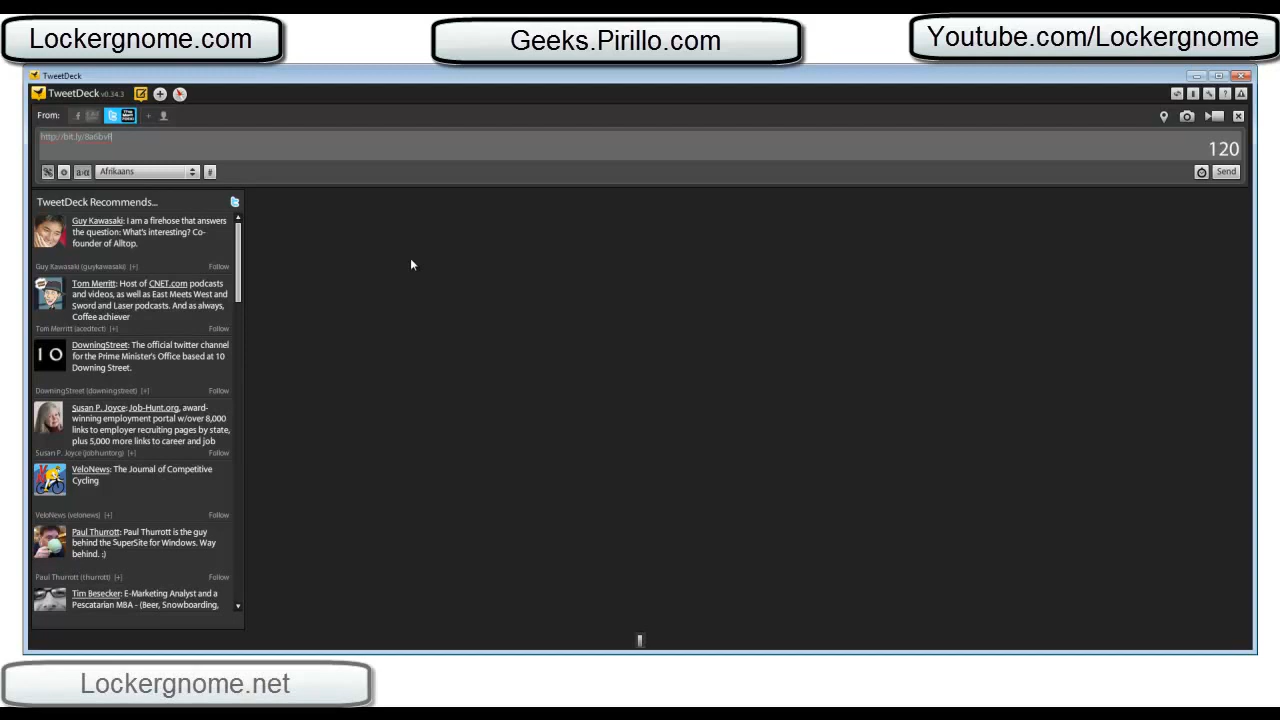 Lockergnome.com
Geeks.Pirillo.com
Youtube.com/Lockergnome
TweetDeck
TweetDeck v0.34.3
From:
http://bit.ly/8a6bvR
120
Afrikaans
#
Send
TweetDeck Recommends...
Guy Kawasaki: I am a firehose that answers
the question: What's interesting? Co-
founder of Alltop.
Guy Kawasaki (guykawasaki) [+] Follow
Tom Merritt: Host of CNET.com podcasts
and videos, as well as East Meets West and
Sword and Laser podcasts. And as always,
Coffee achiever
Tom Merritt (acedtect) [+] Follow
10
DowningStreet: The official twitter channel
for the Prime Minister's Office based at 10
Downing Street.
DowningStreet (downingstreet) [+] Follow
Susan P. Joyce: Job-Hunt.org, award-
winning employment portal w/over 8,000
links to employer recruiting pages by state,
plus 5,000 more links to career and job
Susan P. Joyce (jobhuntorg) [+] Follow
VeloNews: The Journal of Competitive
Cycling
VeloNews (velonews) [+] Follow
Paul Thurrott: Paul Thurrott is the guy
behind the SuperSite for Windows. Way
behind. :)
Paul Thurrott (thurrott) [+] Follow
Tim Besecker: E-Marketing Analyst and a
Pescatarian MBA - (Beer, Snowboarding,
Lockergnome.net